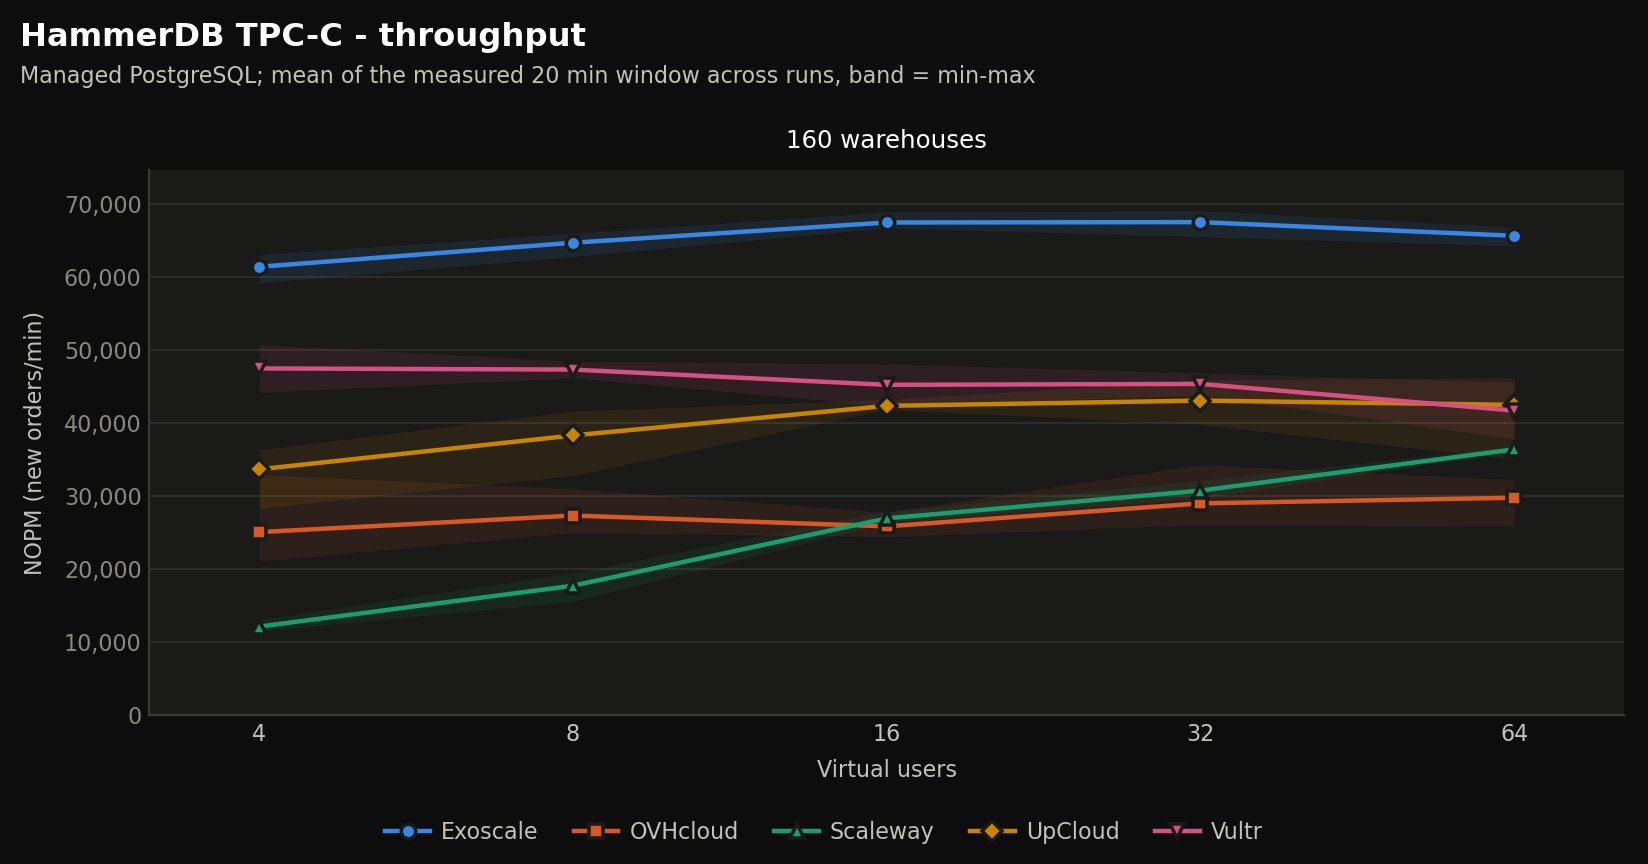 HammerDB TPC-C - throughput
Managed PostgreSQL; mean of the measured 20 min window across runs, band = min-max
160 warehouses
NOPM (new orders/min)
70,000
60,000
50,000
40,000
30,000
20,000
10,000
0
4 8 16 32 64
Virtual users
Exoscale OVHcloud Scaleway UpCloud Vultr